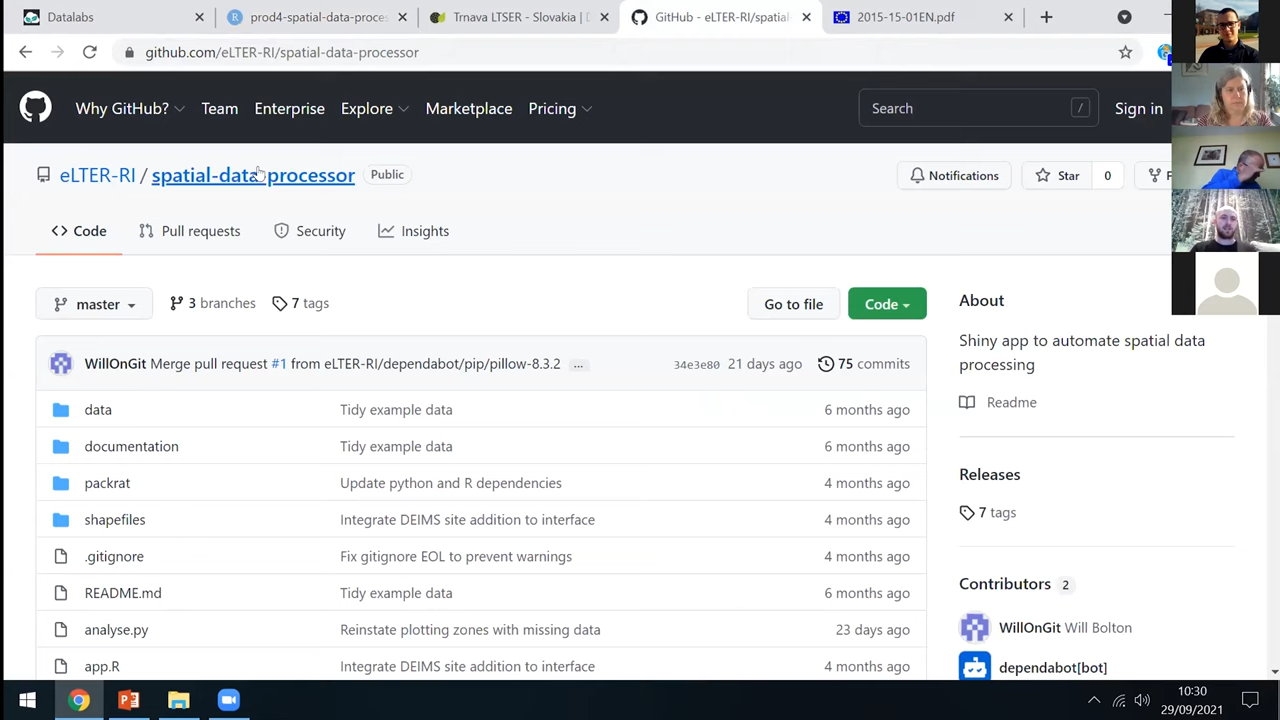 Datalabs
prod4-spatial-data-proce
Trnava LTSER - Slovakia | D
GitHub - eLTER-RI/spatial
2015-15-01EN.pdf
github.com/eLTER-RI/spatial-data-processor
Why GitHub? Team Enterprise Explore Marketplace Pricing
Search /
Sign in
eLTER-RI / spatial-data-processor
Public
Notifications
Star 0
F
Code
Pull requests
Security
Insights
master
3 branches
7 tags
Go to file
Code
WillOnGit Merge pull request #1 from eLTER-RI/dependabot/pip/pillow-8.3.2 ...
34e3e80 21 days ago
75 commits
data Tidy example data 6 months ago
documentation Tidy example data 6 months ago
packrat Update python and R dependencies 4 months ago
shapefiles Integrate DEIMS site addition to interface 4 months ago
.gitignore Fix gitignore EOL to prevent warnings 4 months ago
README.md Tidy example data 6 months ago
analyse.py Reinstate plotting zones with missing data 23 days ago
app.R Integrate DEIMS site addition to interface 4 months ago
About
Shiny app to automate spatial data
processing
Readme
Releases
7 tags
Contributors 2
WillOnGit Will Bolton
dependabot[bot]
10:30
29/09/2021